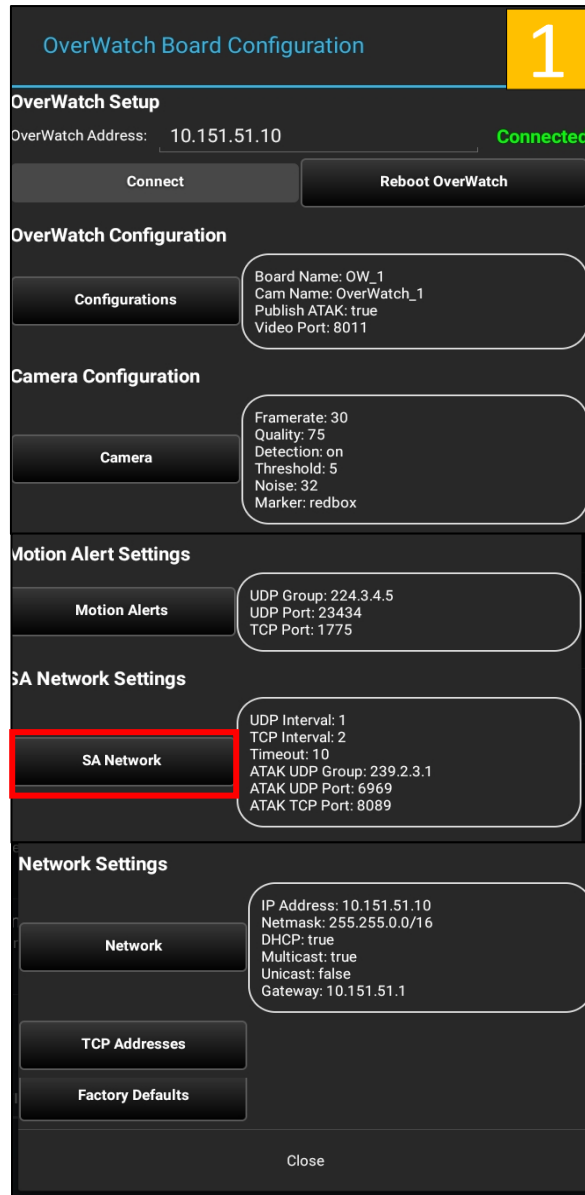 OverWatch Board Configuration
1
OverWatch Setup
OverWatch Address: 10.151.51.10 Connected
Connect Reboot OverWatch
OverWatch Configuration
Configurations
Board Name: OW_1
Cam Name: OverWatch_1
Publish ATAK: true
Video Port: 8011
Camera Configuration
Camera
Framerate: 30
Quality: 75
Detection: on
Threshold: 5
Noise: 32
Marker: redbox
Motion Alert Settings
Motion Alerts
UDP Group: 224.3.4.5
UDP Port: 23434
TCP Port: 1775
SA Network Settings
SA Network
UDP Interval: 1
TCP Interval: 2
Timeout: 10
ATAK UDP Group: 239.2.3.1
ATAK UDP Port: 6969
ATAK TCP Port: 8089
Network Settings
Network
IP Address: 10.151.51.10
Netmask: 255.255.0.0/16
DHCP: true
Multicast: true
Unicast: false
Gateway: 10.151.51.1
TCP Addresses
Factory Defaults
Close